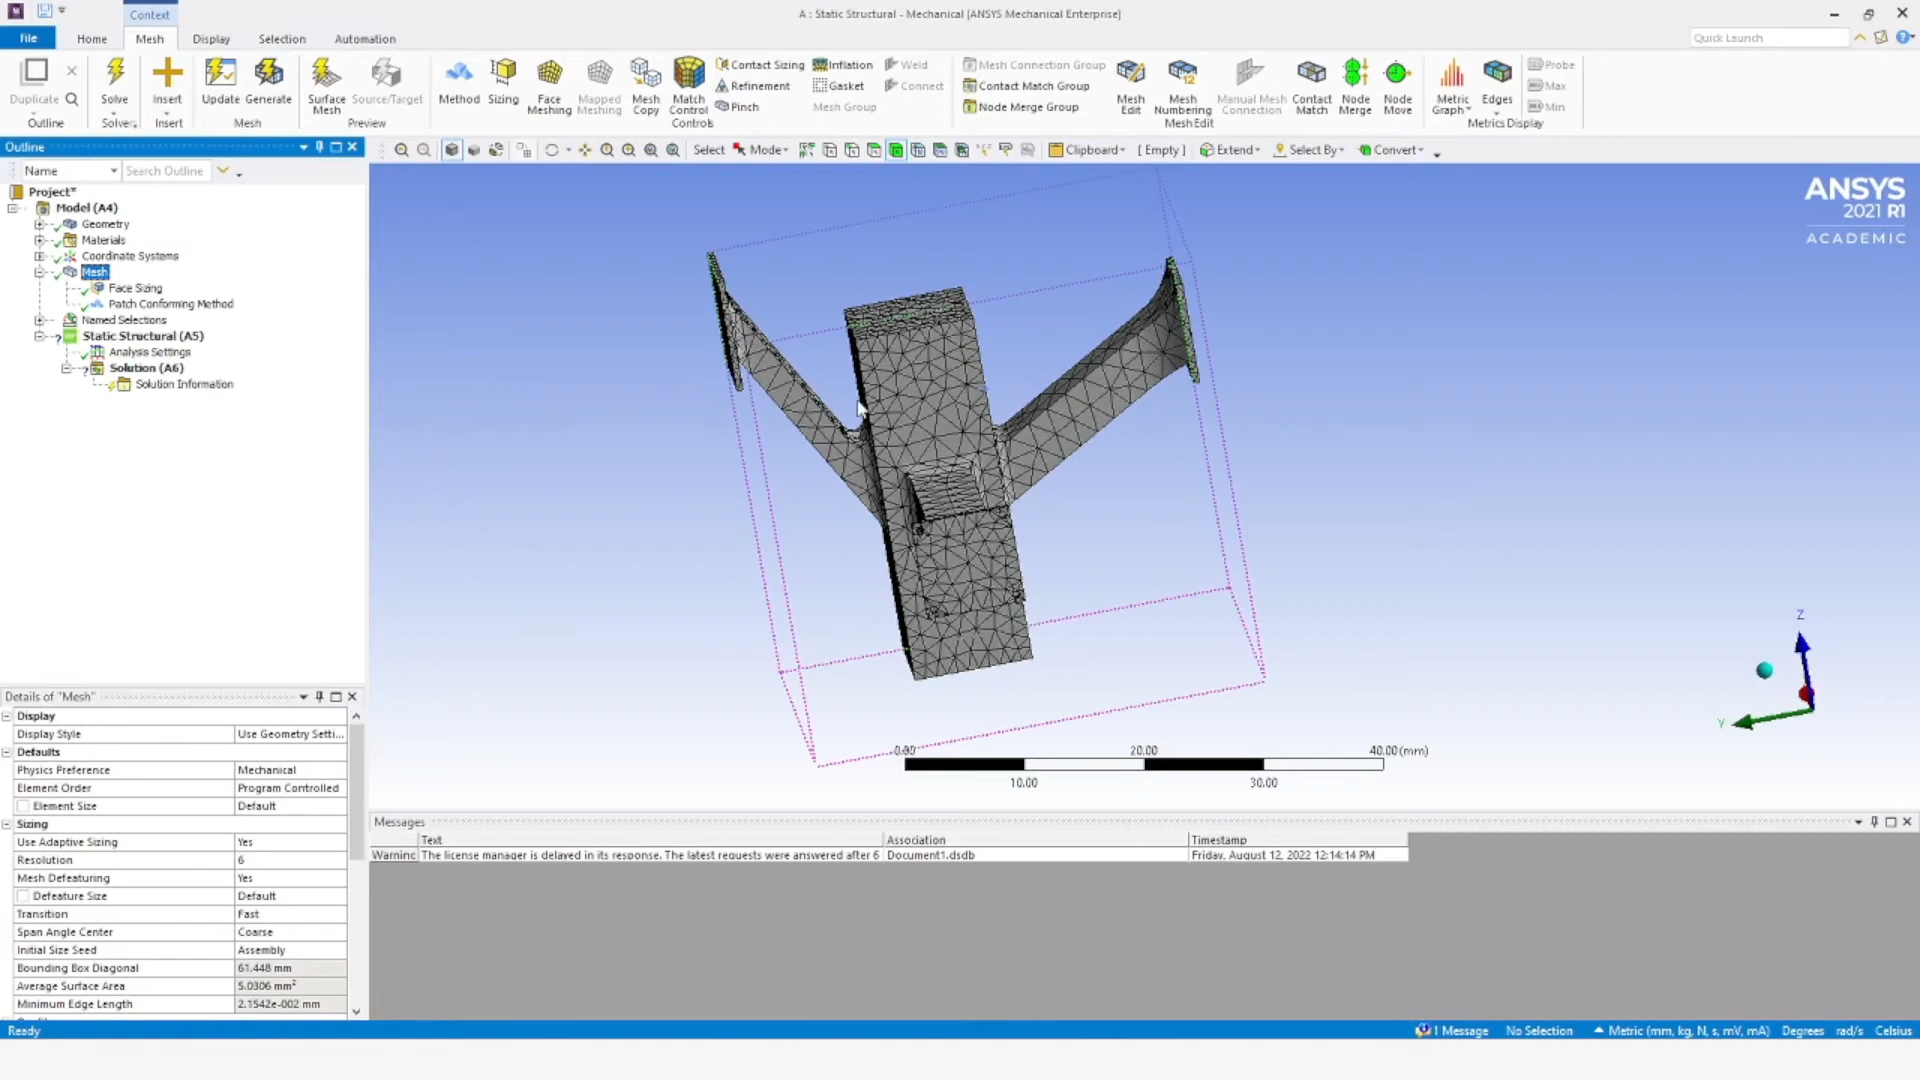 Context
A : Static Structural - Mechanical [ANSYS Mechanical Enterprise]
File Home Mesh Display Selection Automation
Quick Launch
Duplicate
Outline
Solve
Solve
Insert
Insert
Update Generate
Mesh
Surface Mesh Source/Target
Preview
Method Sizing Face Meshing Mapped Meshing Mesh Copy Match Control
Contact Sizing Inflation Weld
Refinement Gasket Connect
Pinch Mesh Group
Controls
Mesh Connection Group
Contact Match Group
Node Merge Group
Mesh Edit Mesh Numbering Manual Mesh Connection Contact Match Node Merge Node Move
Mesh Edit
Metric Graph Edges
Probe
Max
Min
Metrics Display
Outline
Select Mode Clipboard [ Empty ] Extend Select By Convert
Name Search Outline
Project*
Model (A4)
Geometry
Materials
Coordinate Systems
Mesh
Face Sizing
Patch Conforming Method
Named Selections
Static Structural (A5)
Analysis Settings
Solution (A6)
Solution Information
ANSYS
2021 R1
ACADEMIC
Z
Y
0.00 20.00 40.00 (mm)
10.00 30.00
Details of "Mesh"
Display
Display Style Use Geometry Setti...
Defaults
Physics Preference Mechanical
Element Order Program Controlled
Element Size Default
Sizing
Use Adaptive Sizing Yes
Resolution 6
Mesh Defeaturing Yes
Defeature Size Default
Transition Fast
Span Angle Center Coarse
Initial Size Seed Assembly
Bounding Box Diagonal 61.448 mm
Average Surface Area 5.0306 mm²
Minimum Edge Length 2.1542e-002 mm
Messages
Text Association Timestamp
Warning The license manager is delayed in its response. The latest requests were answered after 6 Document1.dsdb Friday, August 12, 2022 12:14:14 PM
Ready
1 Message No Selection Metric (mm, kg, N, s, mV, mA) Degrees rad/s Celsius